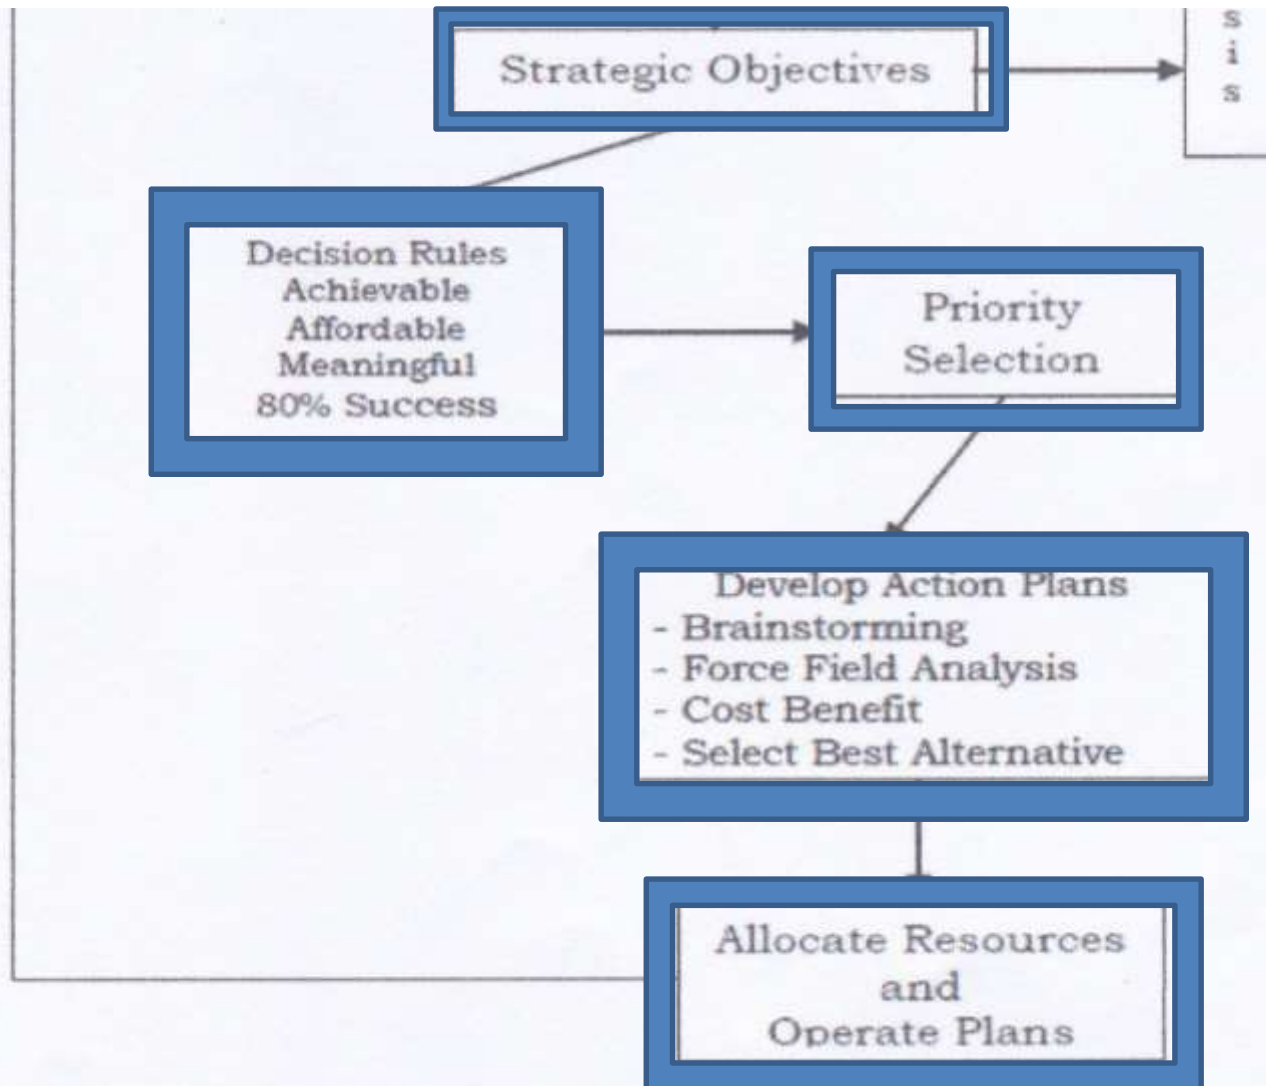 s
i
s
Strategic Objectives
Decision Rules
Achievable
Affordable
Meaningful
80% Success
Priority
Selection
Develop Action Plans
- Brainstorming
- Force Field Analysis
- Cost Benefit
- Select Best Alternative
Allocate Resources
and
Operate Plans